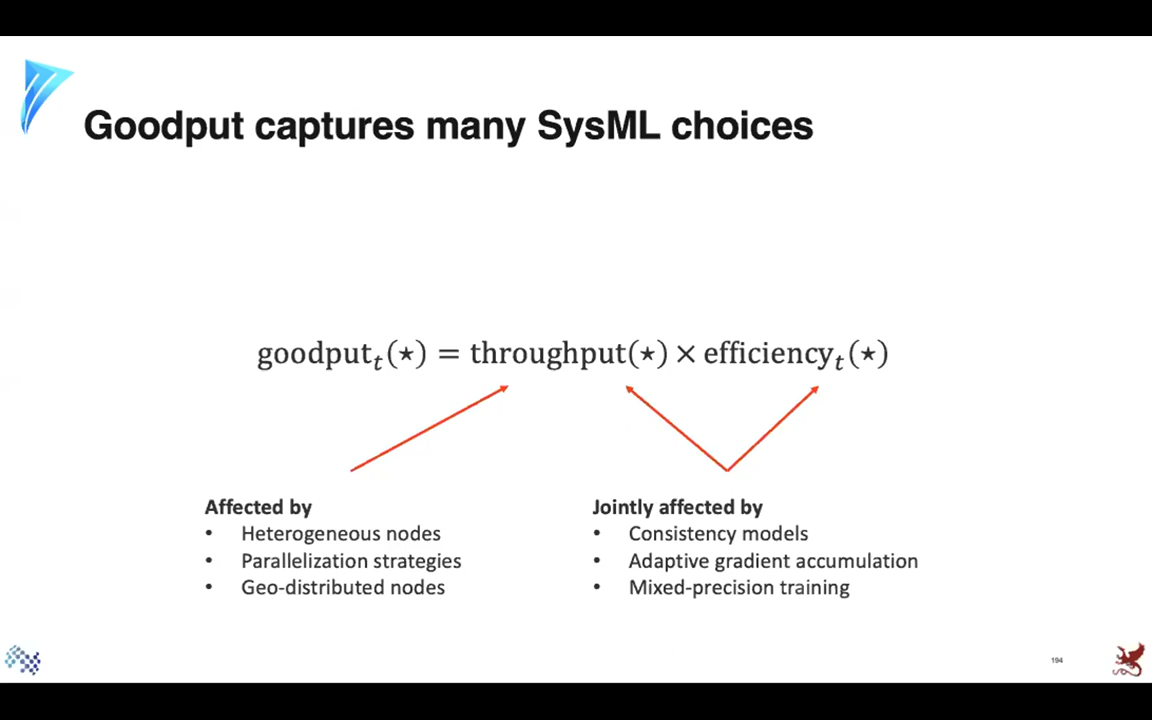 Goodput captures many SysML choices
goodput_t(⋆) = throughput(⋆) × efficiency_t(⋆)
Affected by
• Heterogeneous nodes
• Parallelization strategies
• Geo-distributed nodes
Jointly affected by
• Consistency models
• Adaptive gradient accumulation
• Mixed-precision training
194